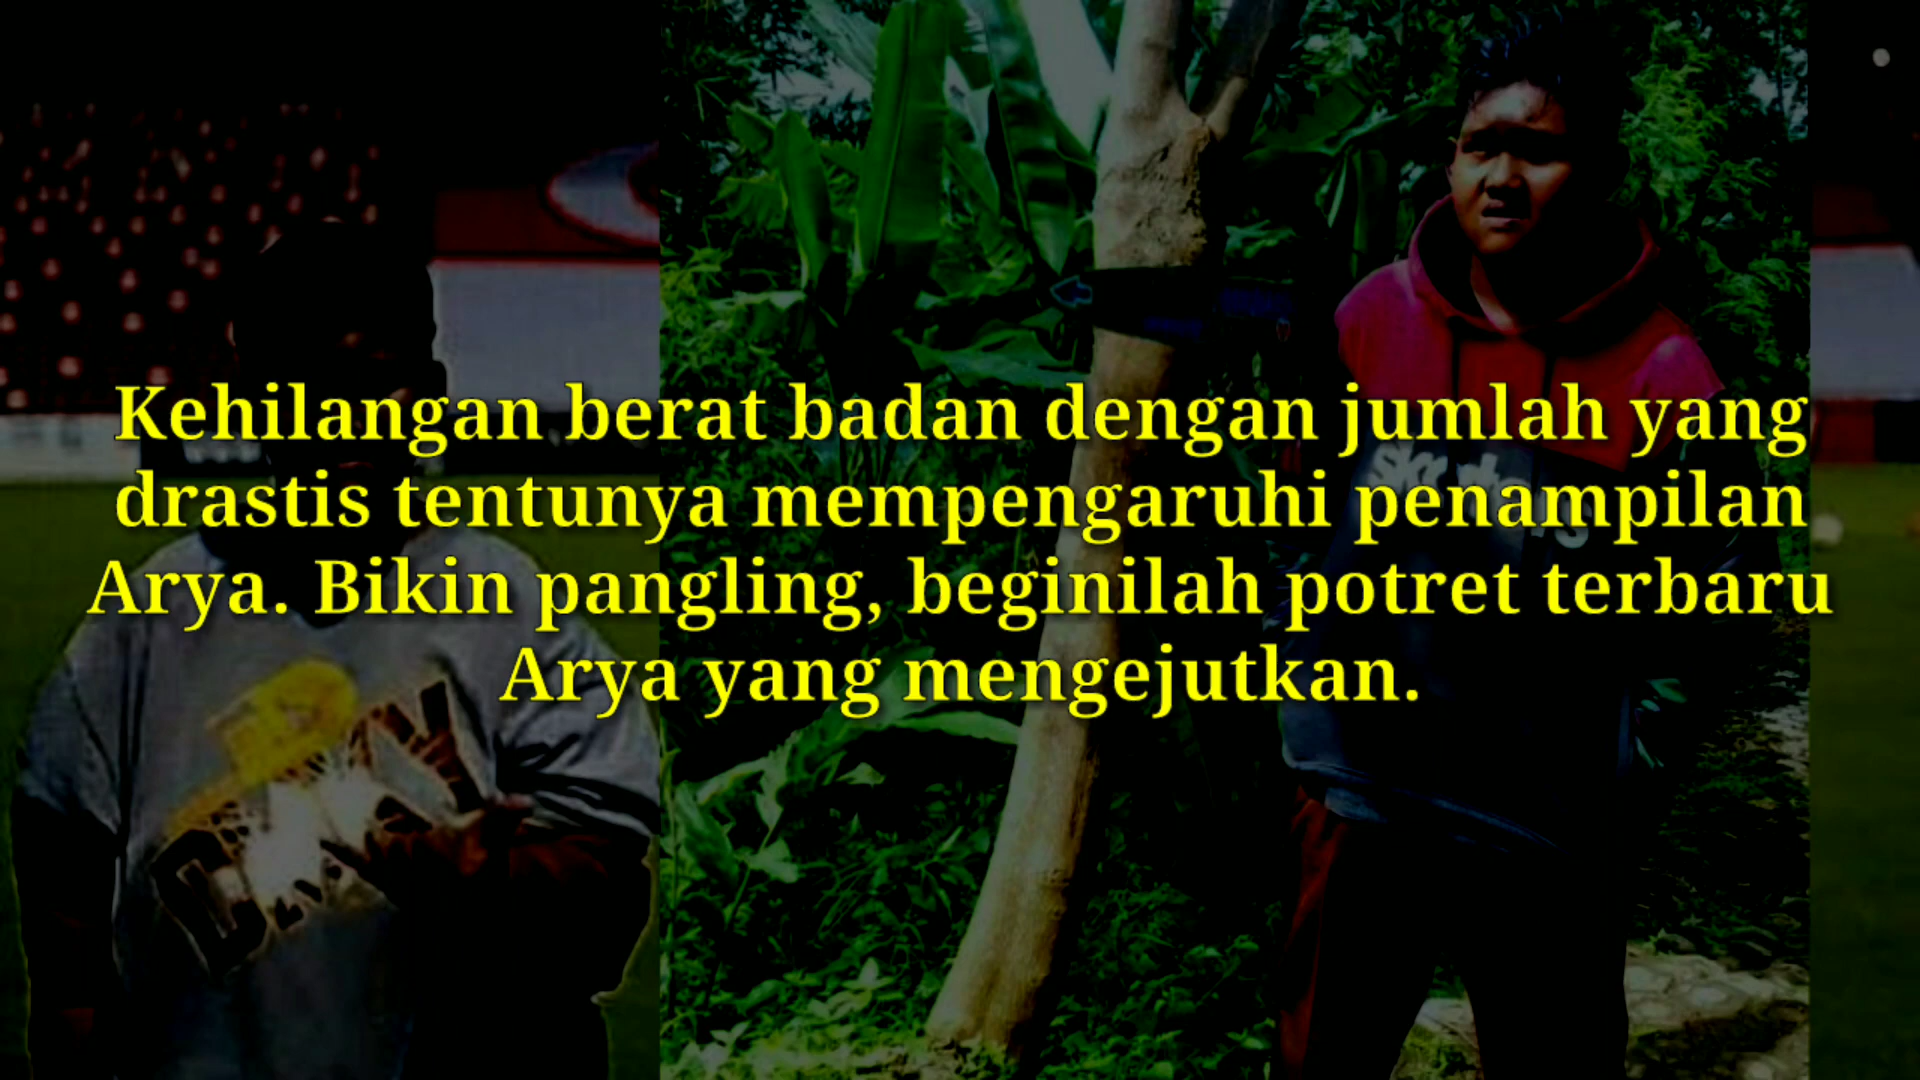 Kehilangan berat badan dengan jumlah yang
drastis tentunya mempengaruhi penampilan
Arya. Bikin pangling, beginilah potret terbaru
Arya yang mengejutkan.